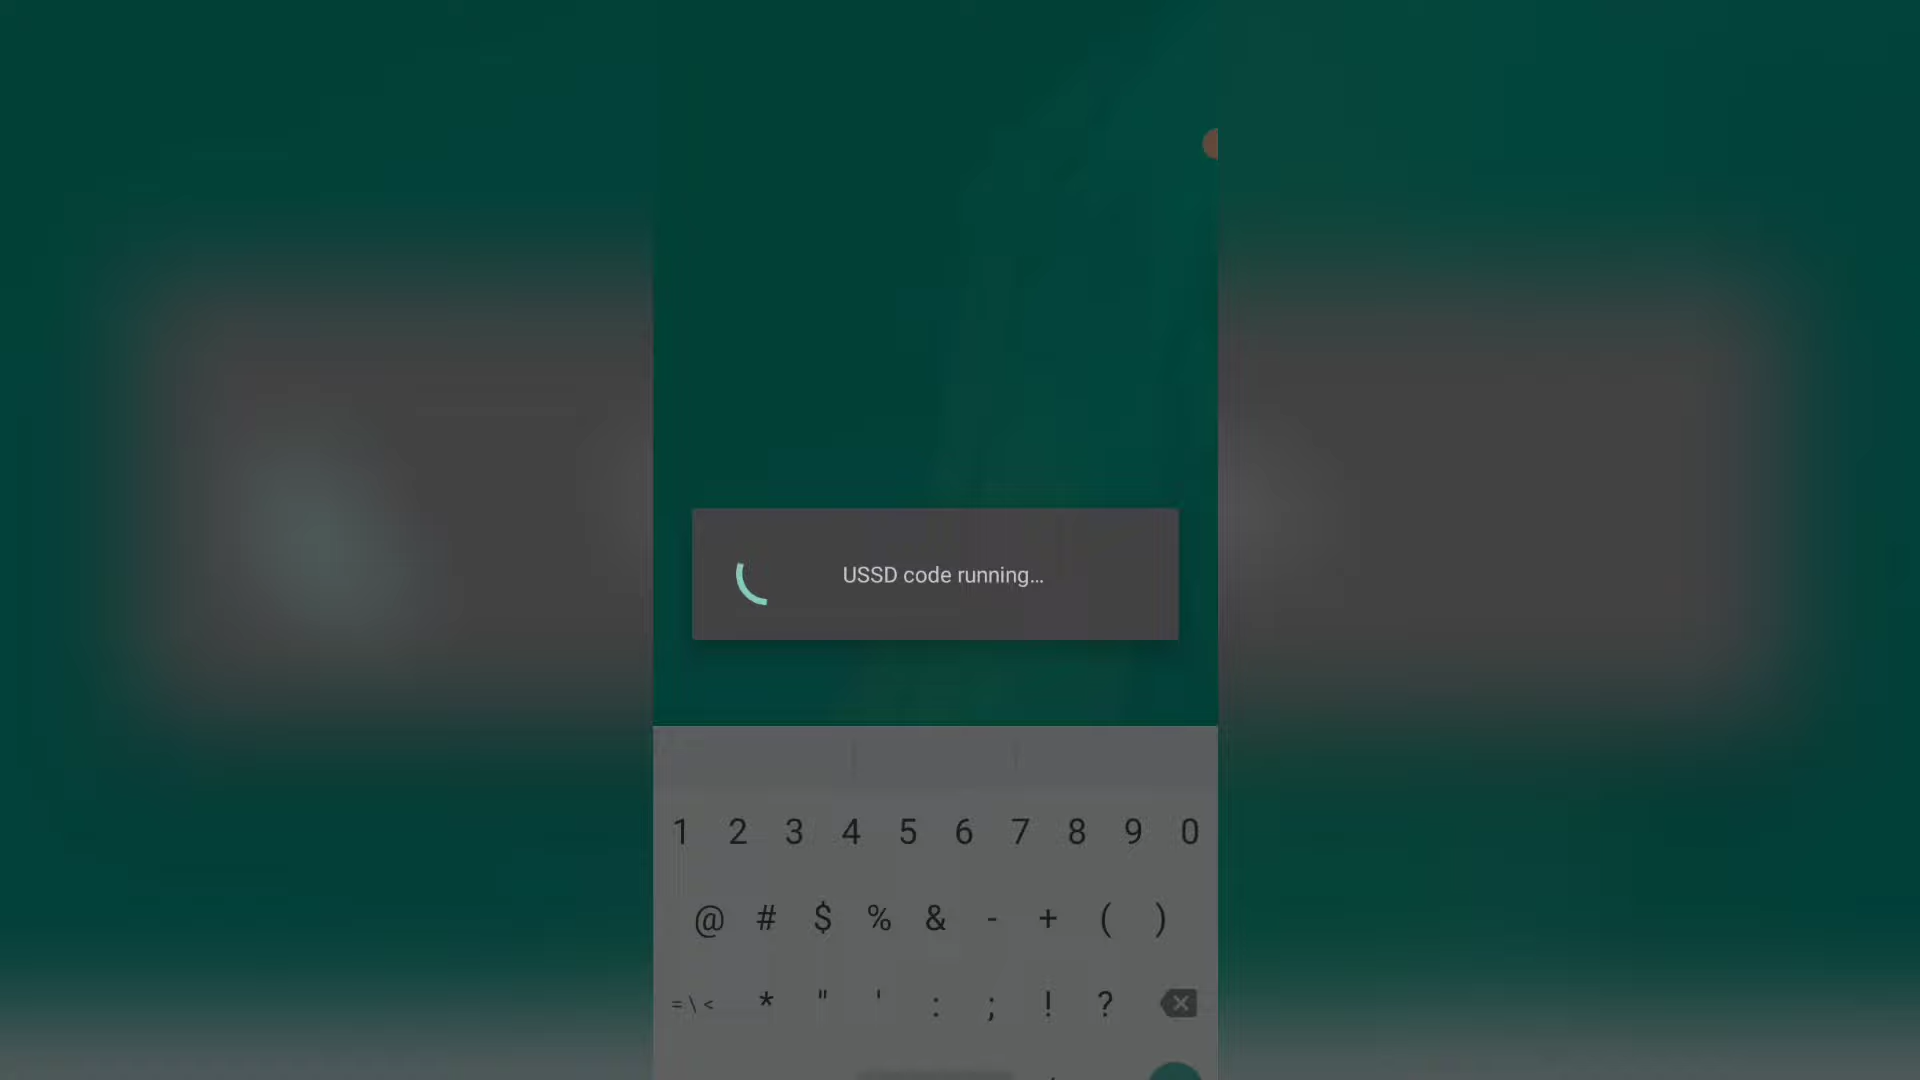 USSD code running...
1 2 3 4 5 6 7 8 9 0
@ # $ % & - + ( )
= \ < * " ' : ; ! ?